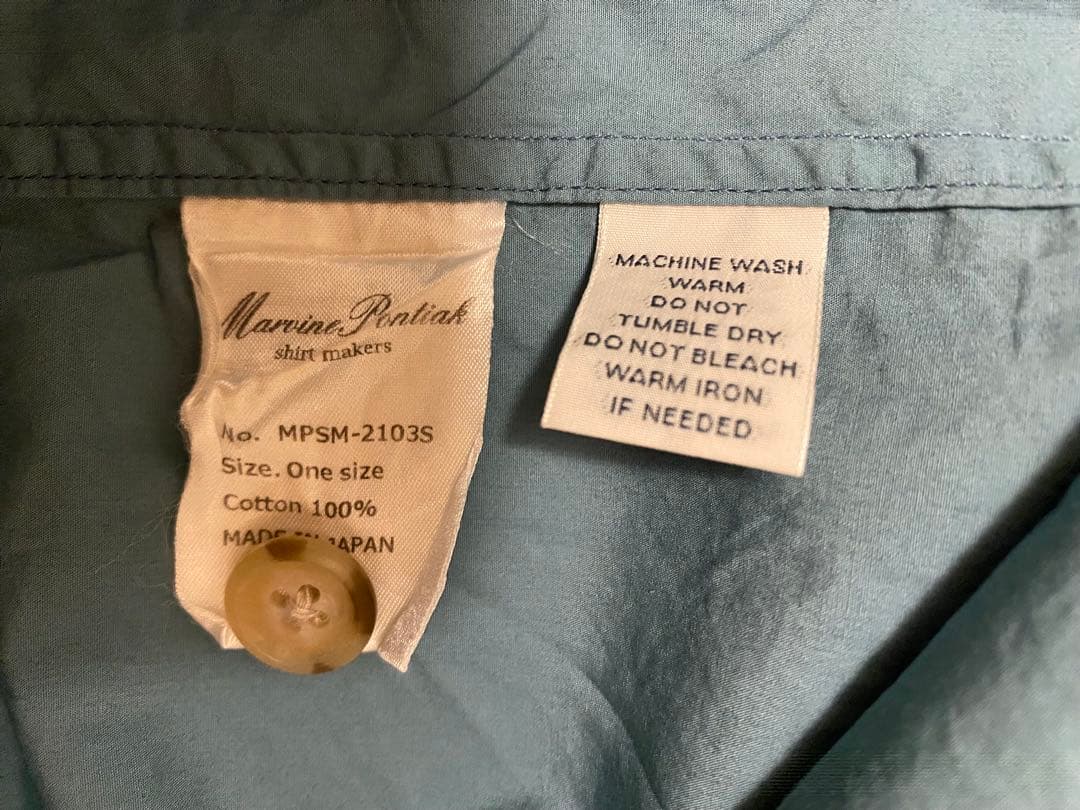 Marvine Pontiak
shirt makers
No. MPSM-2103S
Size. One size
Cotton 100%
MADE IN JAPAN
MACHINE WASH
WARM
DO NOT
TUMBLE DRY
DO NOT BLEACH
WARM IRON
IF NEEDED